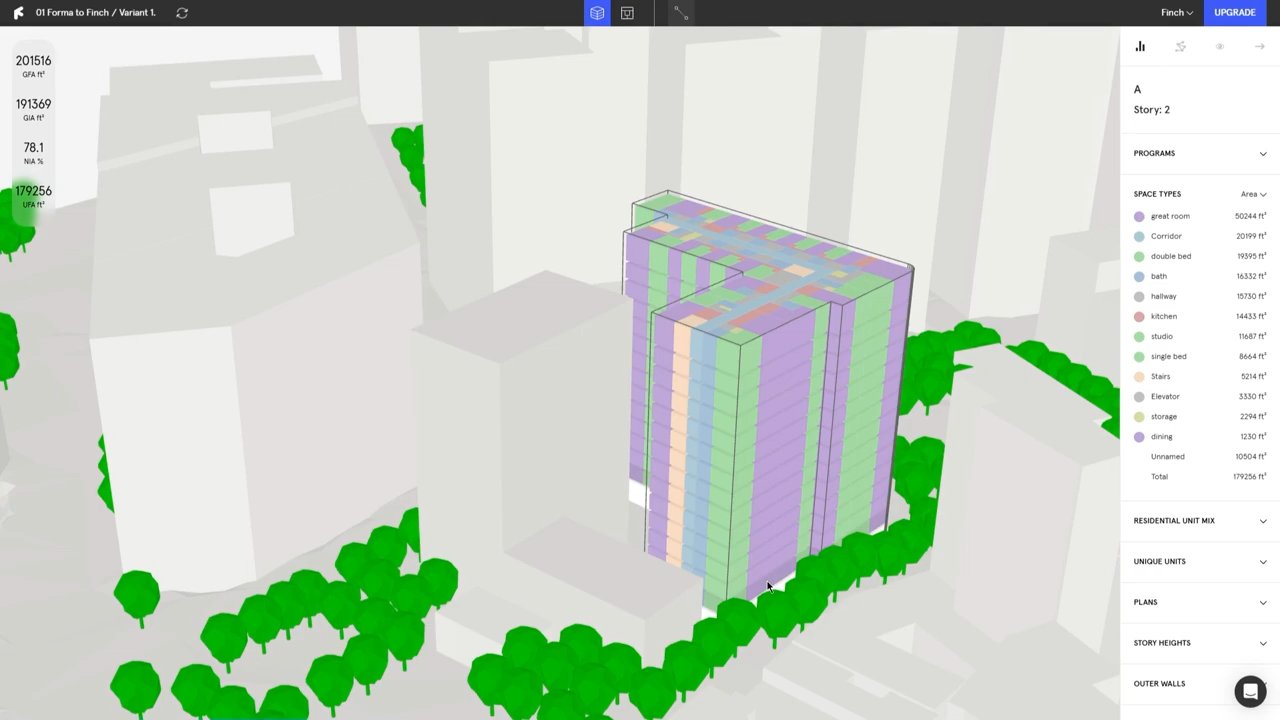 01 Forma to Finch / Variant 1.
Finch
UPGRADE
201516
GFA ft²
191369
GIA ft²
78.1
NIA %
179256
UFA ft²
A
Story: 2
PROGRAMS
SPACE TYPES Area
great room 50244 ft²
Corridor 20199 ft²
double bed 19395 ft²
bath 16332 ft²
hallway 15730 ft²
kitchen 14433 ft²
studio 11687 ft²
single bed 8664 ft²
Stairs 5214 ft²
Elevator 3330 ft²
storage 2294 ft²
dining 1230 ft²
Unnamed 10504 ft²
Total 179256 ft²
RESIDENTIAL UNIT MIX
UNIQUE UNITS
PLANS
STORY HEIGHTS
OUTER WALLS